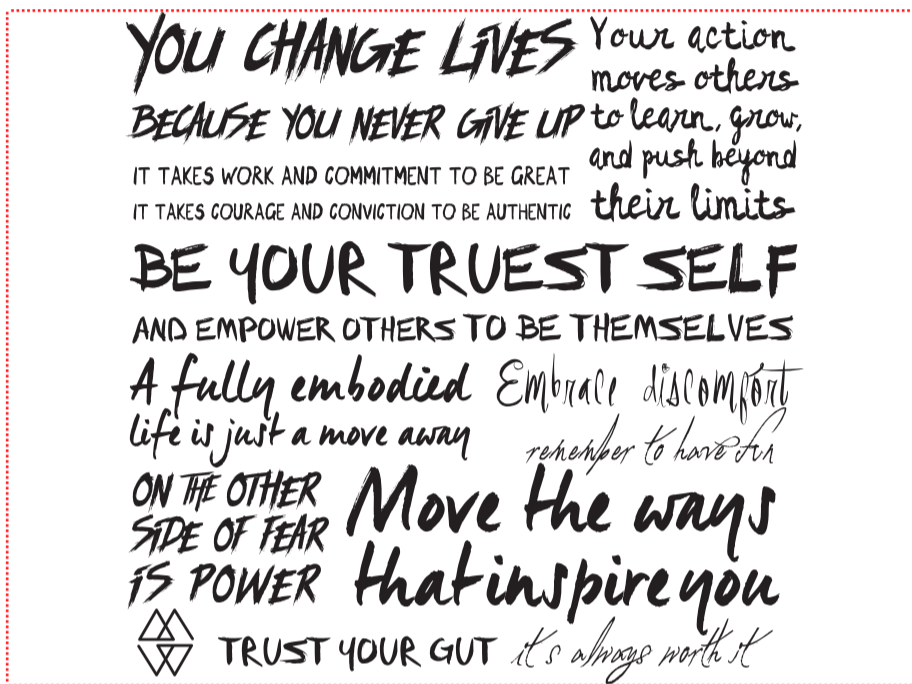 YOU CHANGE LIVES
BECAUSE YOU NEVER GIVE UP
IT TAKES WORK AND COMMITMENT TO BE GREAT
IT TAKES COURAGE AND CONVICTION TO BE AUTHENTIC
Your action
moves others
to learn, grow,
and push beyond
their limits
BE YOUR TRUEST SELF
AND EMPOWER OTHERS TO BE THEMSELVES
A fully embodied
life is just a move away
Embrace discomfort
remember to have fun
ON THE OTHER
SIDE OF FEAR
IS POWER
Move the ways
that inspire you
TRUST YOUR GUT
it's always worth it